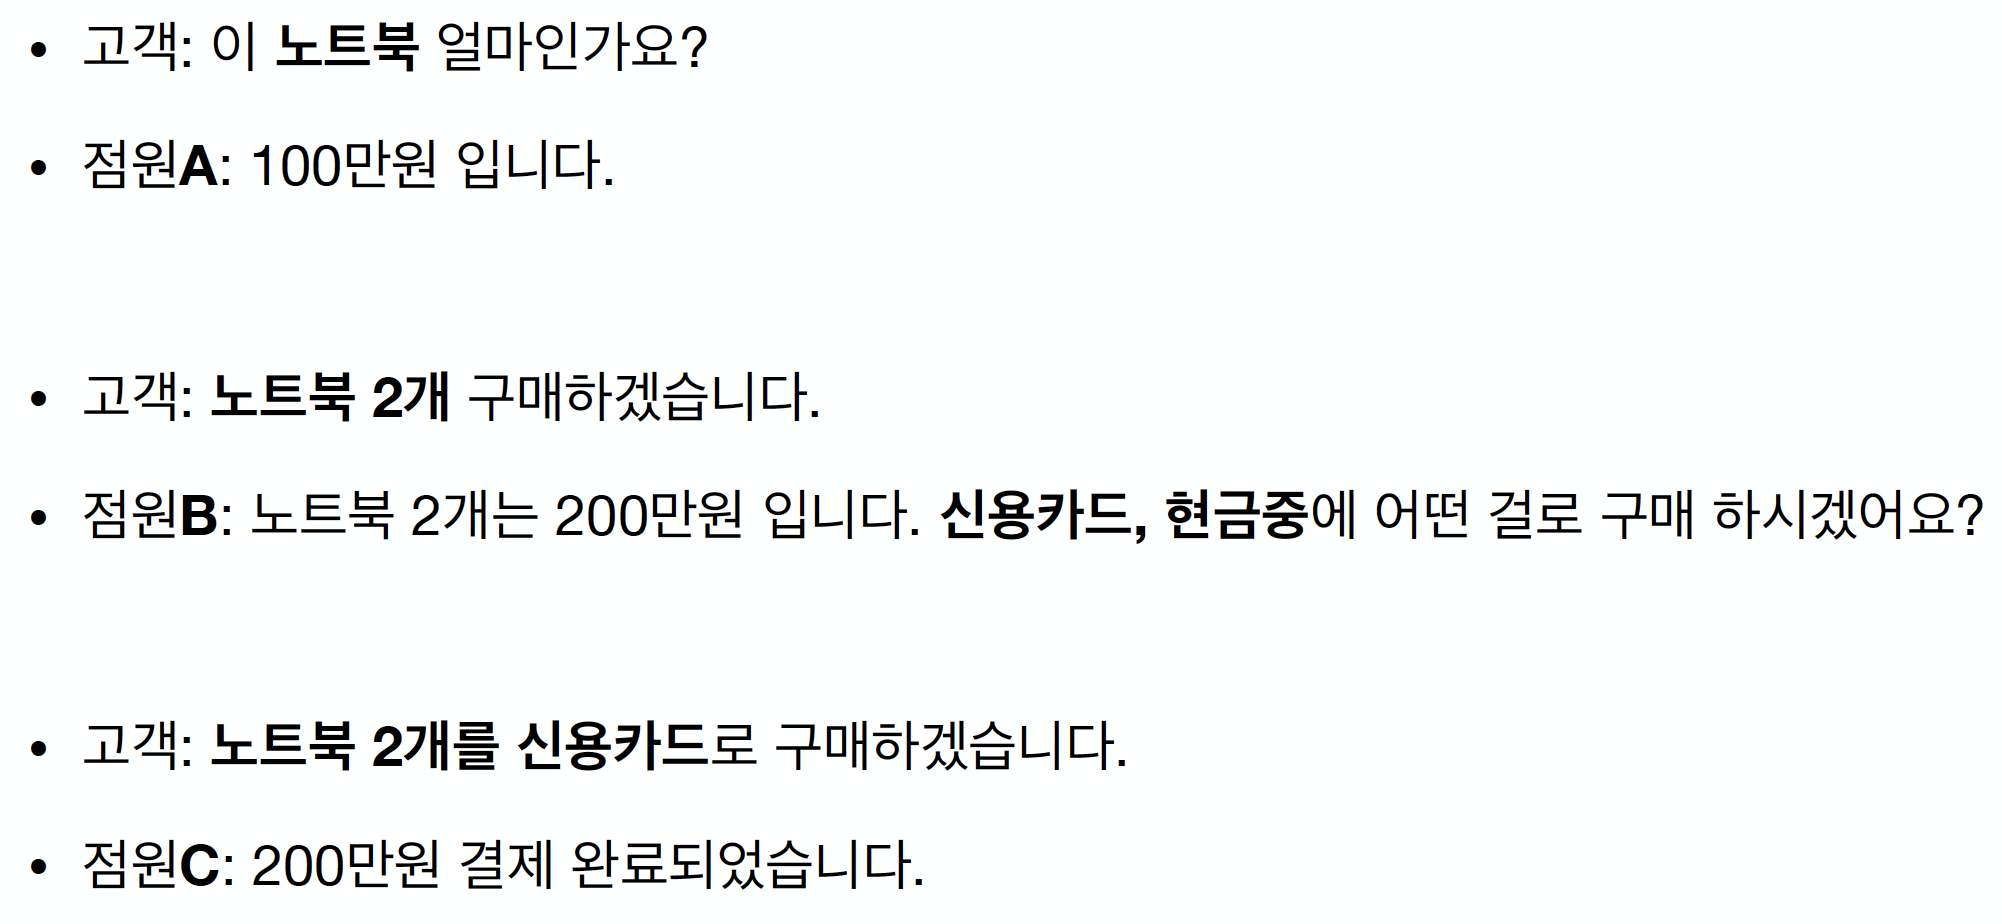 • 고객: 이 노트북 얼마인가요?
• 점원A: 100만원 입니다.
• 고객: 노트북 2개 구매하겠습니다.
• 점원B: 노트북 2개는 200만원 입니다. 신용카드, 현금중에 어떤 걸로 구매 하시겠어요?
• 고객: 노트북 2개를 신용카드로 구매하겠습니다.
• 점원C: 200만원 결제 완료되었습니다.